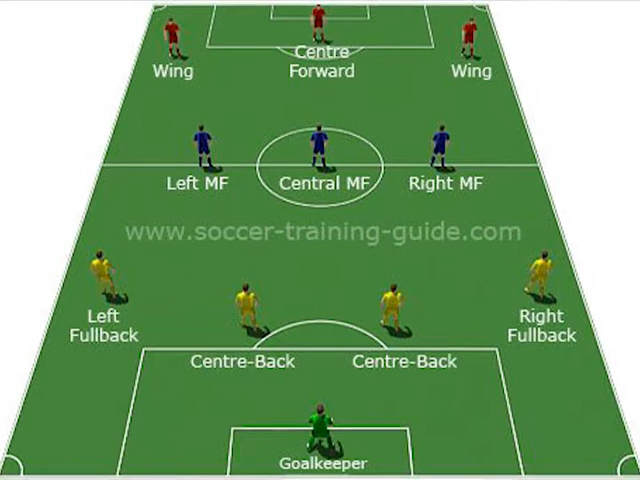 Wing
Centre
Forward
Wing
Left MF
Central MF
Right MF
www.soccer-training-guide.com
Left
Fullback
Right
Fullback
Centre-Back
Centre-Back
Goalkeeper